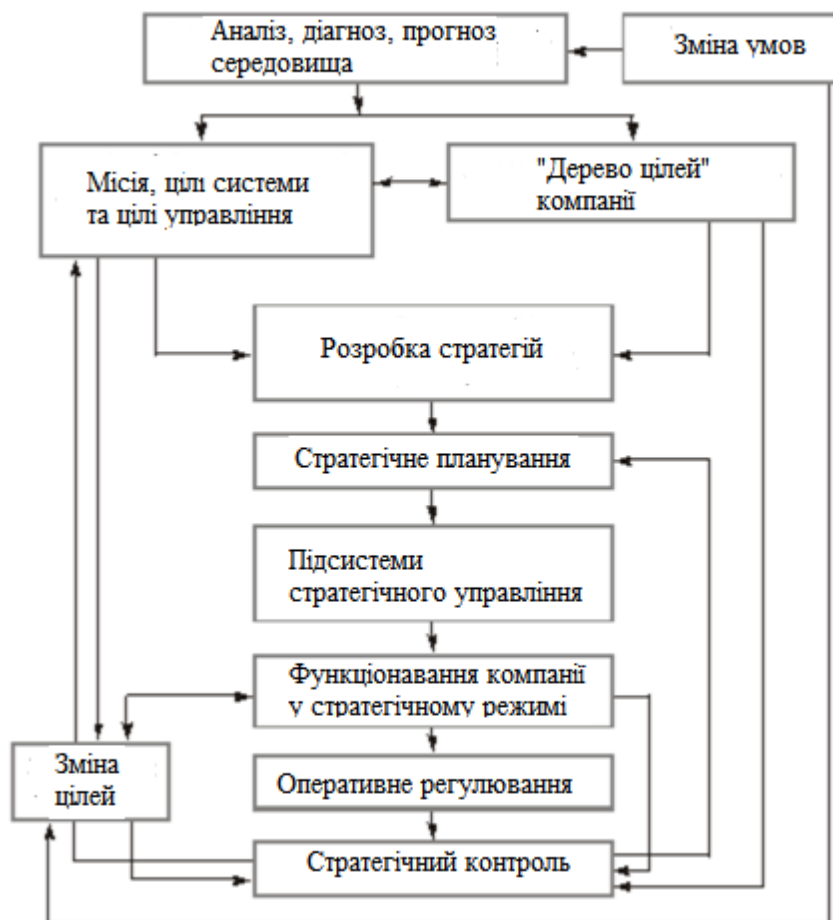 Аналіз, діагноз, прогноз
середовища
Зміна умов
Місія, цілі системи
та цілі управління
"Дерево цілей"
компанії
Розробка стратегій
Стратегічне планування
Підсистеми
стратегічного управління
Функціонавання компанії
у стратегічному режимі
Зміна
цілей
Оперативне регулювання
Стратегічний контроль